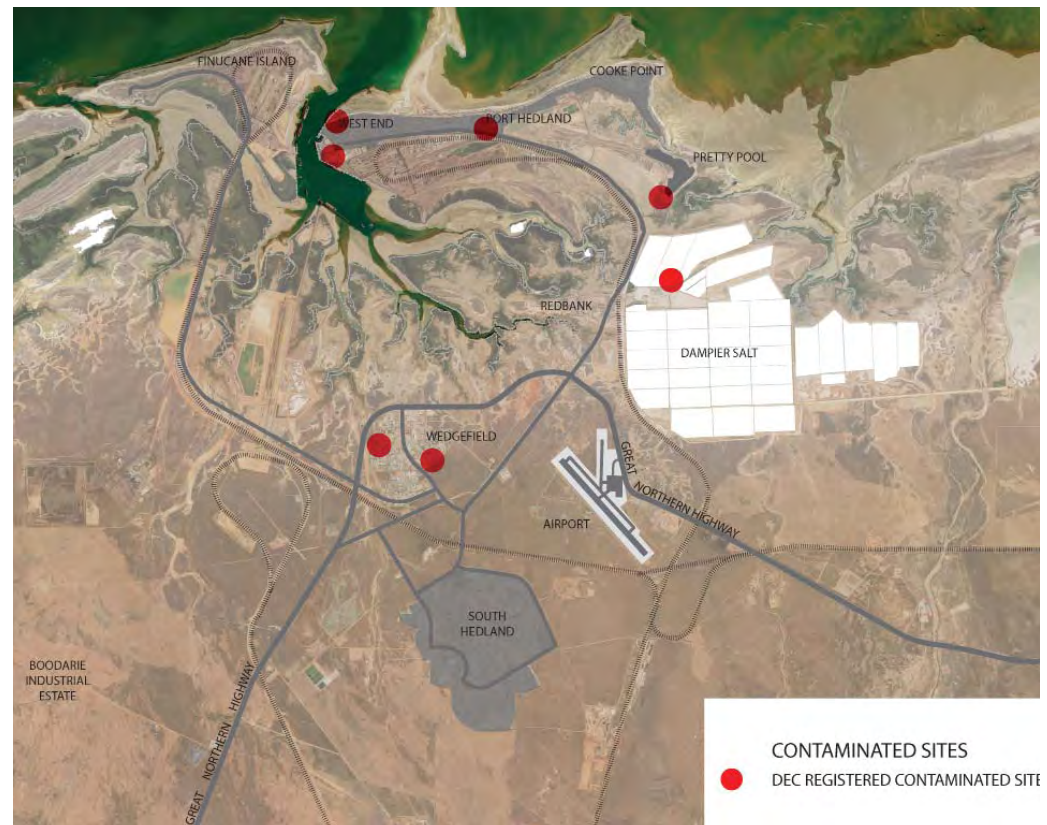 FINUCANE ISLAND
COOKE POINT
WEST END
PORT HEDLAND
PRETTY POOL
REDBANK
DAMPIER SALT
WEDGEFIELD
GREAT NORTHERN HIGHWAY
AIRPORT
SOUTH
HEDLAND
BOODARIE
INDUSTRIAL
ESTATE
GREAT NORTHERN HIGHWAY
CONTAMINATED SITES
DEC REGISTERED CONTAMINATED SITE